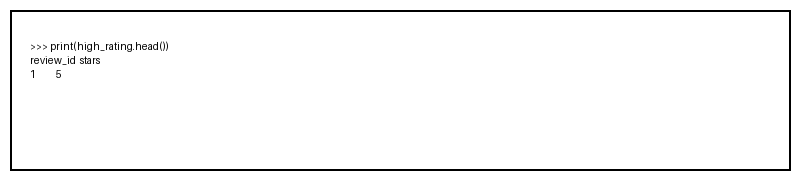 >>> print(high_rating.head())
review_id stars
1 5